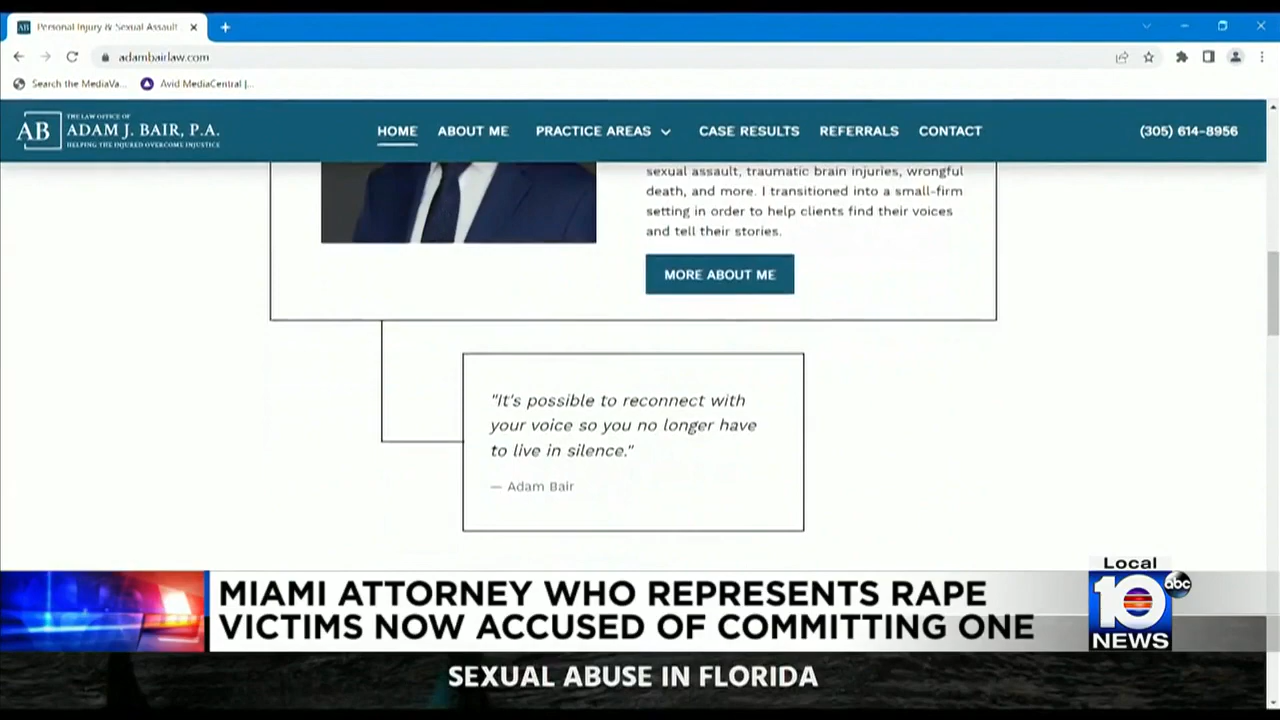 Personal Injury & Sexual Assault
adambairlaw.com
Search the MediaVa...
Avid MediaCentral |...
AB
THE LAW OFFICE OF
ADAM J. BAIR, P.A.
HELPING THE INJURED OVERCOME INJUSTICE
HOME ABOUT ME PRACTICE AREAS CASE RESULTS REFERRALS CONTACT (305) 614-8956
sexual assault, traumatic brain injuries, wrongful
death, and more. I transitioned into a small-firm
setting in order to help clients find their voices
and tell their stories.
MORE ABOUT ME
"It's possible to reconnect with
your voice so you no longer have
to live in silence."
— Adam Bair
MIAMI ATTORNEY WHO REPRESENTS RAPE
VICTIMS NOW ACCUSED OF COMMITTING ONE
Local
10
abc
NEWS
SEXUAL ABUSE IN FLORIDA